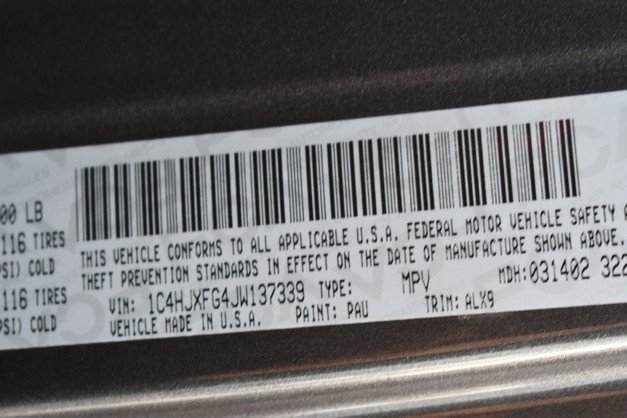 00 LB
116 TIRES
PSI) COLD
116 TIRES
PSI) COLD
THIS VEHICLE CONFORMS TO ALL APPLICABLE U.S.A. FEDERAL MOTOR VEHICLE SAFETY A
THEFT PREVENTION STANDARDS IN EFFECT ON THE DATE OF MANUFACTURE SHOWN ABOVE.
VIN: 1C4HJXFG4JW137339 TYPE: MPV MDH:031402 322
VEHICLE MADE IN U.S.A. PAINT: PAU TRIM: ALX9